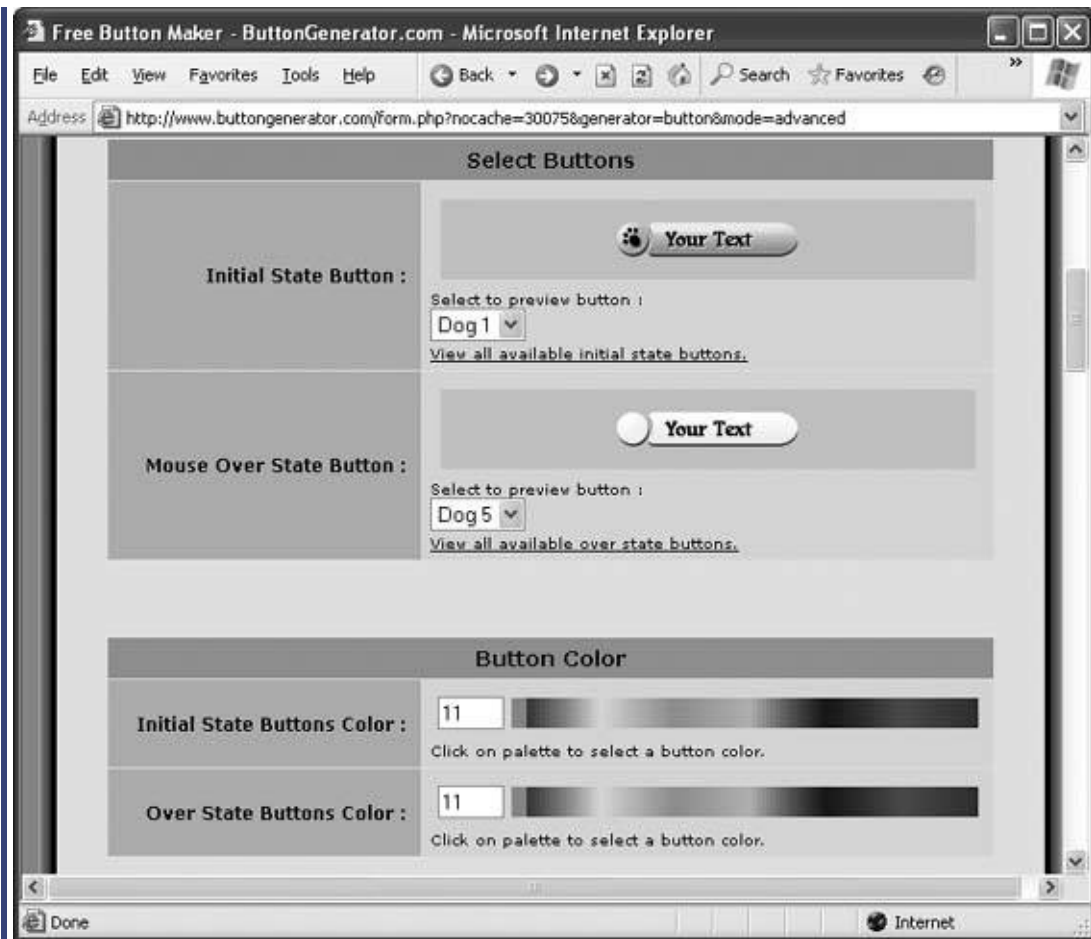 Free Button Maker - ButtonGenerator.com - Microsoft Internet Explorer
File Edit View Favorites Tools Help Back Search Favorites »
Address http://www.buttongenerator.com/form.php?nocache=30075&generator=button&mode=advanced
Select Buttons
Your Text
Initial State Button :
Select to preview button :
Dog 1
View all available initial state buttons.
Your Text
Mouse Over State Button :
Select to preview button :
Dog 5
View all available over state buttons.
Button Color
Initial State Buttons Color : 11
Click on palette to select a button color.
Over State Buttons Color : 11
Click on palette to select a button color.
Done Internet